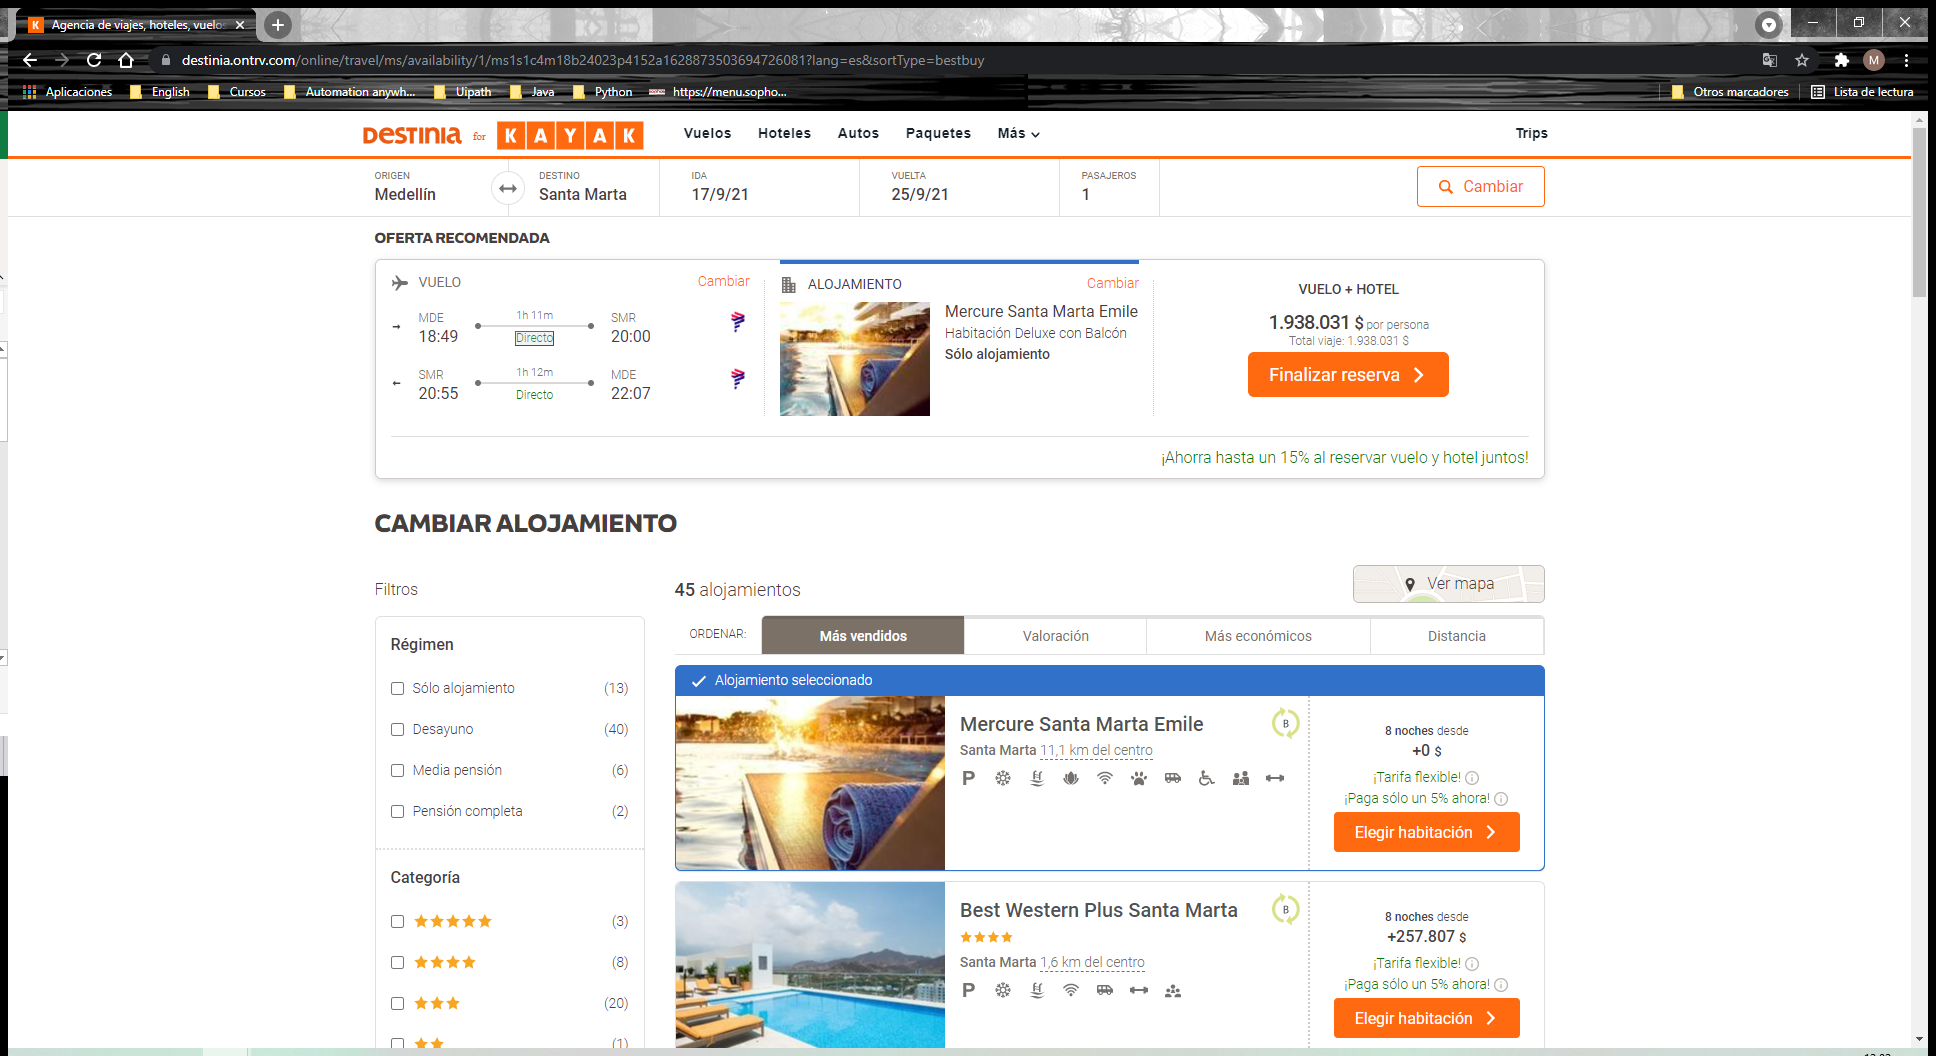 Agencia de viajes, hoteles, vuelos
destinia.ontrv.com/online/travel/ms/availability/1/ms1s1c4m18b24023p4152a1628873503694726081?lang=es&sortType=bestbuy
M
Aplicaciones English Cursos Automation anywh... Uipath Java Python https://menu.sopho... Otros marcadores Lista de lectura
DESTINIA for KAYAK Vuelos Hoteles Autos Paquetes Más Trips
ORIGEN DESTINO IDA VUELTA PASAJEROS
Medellín Santa Marta 17/9/21 25/9/21 1 Cambiar
OFERTA RECOMENDADA
VUELO Cambiar
MDE 1h 11m SMR
18:49 Directo 20:00
SMR 1h 12m MDE
20:55 Directo 22:07
ALOJAMIENTO Cambiar
Mercure Santa Marta Emile
Habitación Deluxe con Balcón
Sólo alojamiento
VUELO + HOTEL
1.938.031 $ por persona
Total viaje: 1.938.031 $
Finalizar reserva
¡Ahorra hasta un 15% al reservar vuelo y hotel juntos!
CAMBIAR ALOJAMIENTO
Filtros
Régimen
Sólo alojamiento (13)
Desayuno (40)
Media pensión (6)
Pensión completa (2)
Categoría
(3)
(8)
(20)
(1)
45 alojamientos
Ver mapa
ORDENAR: Más vendidos Valoración Más económicos Distancia
Alojamiento seleccionado
Mercure Santa Marta Emile
B
Santa Marta 11,1 km del centro
P
8 noches desde
+0 $
¡Tarifa flexible!
¡Paga sólo un 5% ahora!
Elegir habitación
Best Western Plus Santa Marta
B
Santa Marta 1,6 km del centro
P
8 noches desde
+257.807 $
¡Tarifa flexible!
¡Paga sólo un 5% ahora!
Elegir habitación